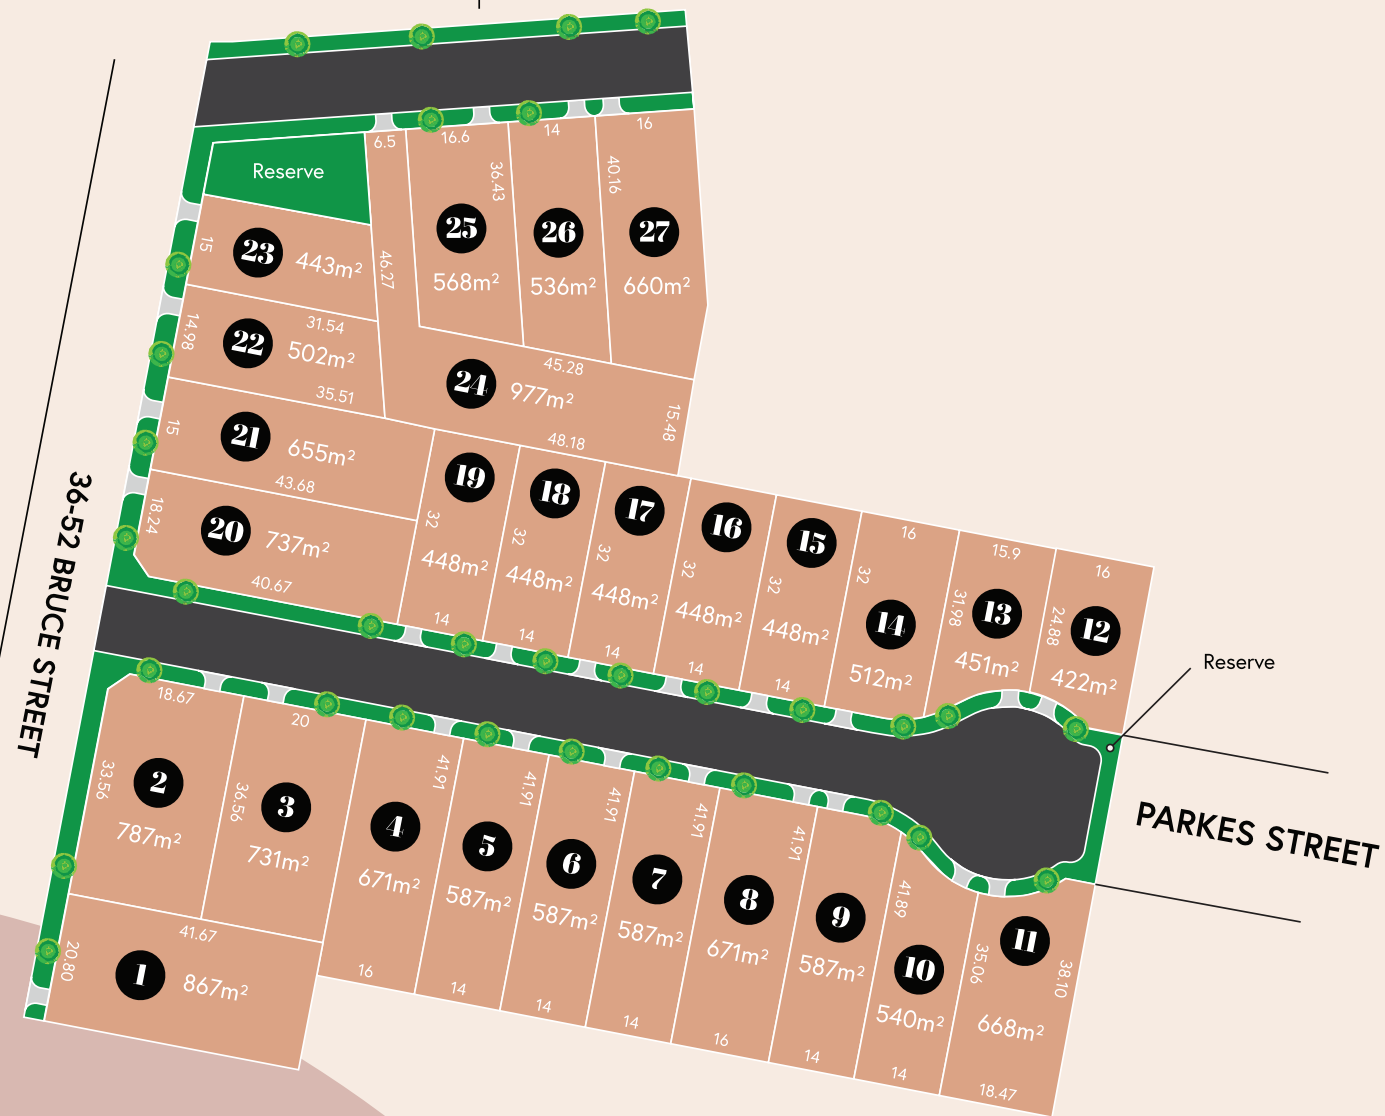 6.5
16.6
14
16
Reserve
36.43
40.16
25
26
27
568m²
536m²
660m²
15
23
443m²
46.27
14.98
31.54
22
502m²
35.51
24
977m²
45.28
15.48
48.18
15
21
655m²
43.68
18.24
20
737m²
40.67
19
32
448m²
14
18
32
448m²
14
17
32
448m²
14
16
32
448m²
14
15
32
448m²
14
16
32
14
512m²
15.9
31.98
13
451m²
16
24.88
12
422m²
Reserve
36-52 BRUCE STREET
PARKES STREET
18.67
33.56
2
787m²
20
36.56
3
731m²
41.91
4
671m²
16
41.91
5
587m²
14
41.91
6
587m²
14
41.91
7
587m²
14
41.91
8
671m²
16
9
587m²
14
41.89
10
540m²
14
35.06
11
38.10
668m²
18.47
41.67
20.80
1
867m²